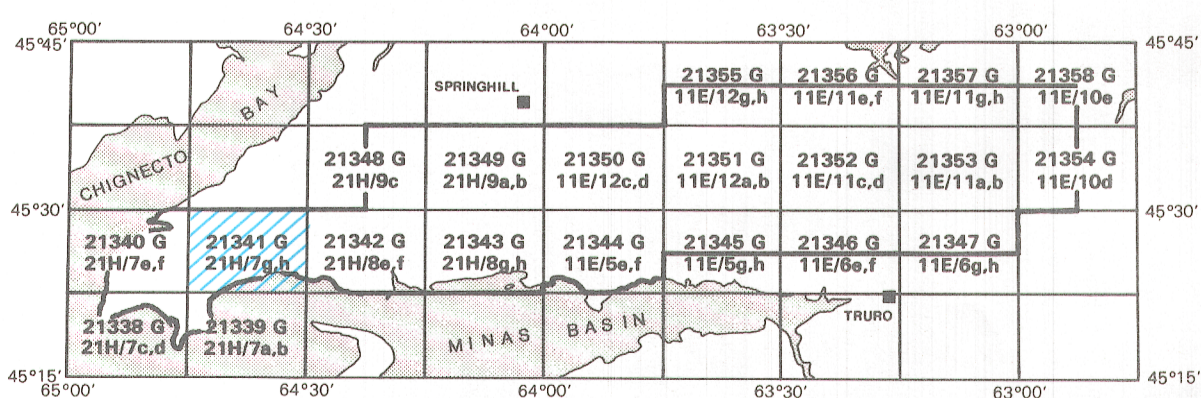 65°00′ 64°30′ 64°00′ 63°30′ 63°00′
45°45′ 45°45′
BAY
SPRINGHILL
21355 G 21356 G 21357 G 21358 G
11E/12g,h 11E/11e,f 11E/11g,h 11E/10e
CHIGNECTO
21348 G 21349 G 21350 G 21351 G 21352 G 21353 G 21354 G
21H/9c 21H/9a,b 11E/12c,d 11E/12a,b 11E/11c,d 11E/11a,b 11E/10d
45°30′ 45°30′
21340 G 21341 G 21342 G 21343 G 21344 G 21345 G 21346 G 21347 G
21H/7e,f 21H/7g,h 21H/8e,f 21H/8g,h 11E/5e,f 11E/5g,h 11E/6e,f 11E/6g,h
TRURO
21338 G 21339 G
21H/7c,d 21H/7a,b
MINAS BASIN
45°15′ 45°15′
65°00′ 64°30′ 64°00′ 63°30′ 63°00′